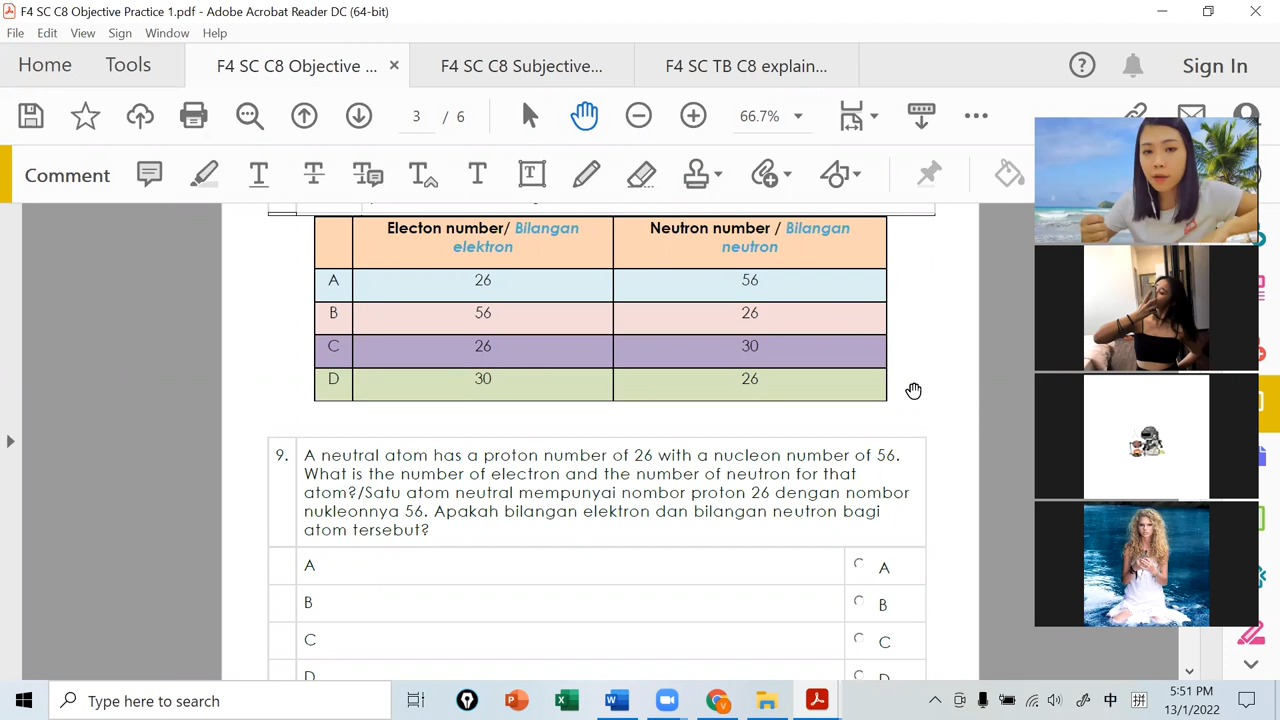 F4 SC C8 Objective Practice 1.pdf - Adobe Acrobat Reader DC (64-bit)
File Edit View Sign Window Help
Home Tools F4 SC C8 Objective ... F4 SC C8 Subjective... F4 SC TB C8 explain... Sign In
3 / 6 66.7%
Comment
Electon number/ Bilangan elektron Neutron number / Bilangan neutron
A 26 56
B 56 26
C 26 30
D 30 26
9. A neutral atom has a proton number of 26 with a nucleon number of 56.
What is the number of electron and the number of neutron for that
atom?/Satu atom neutral mempunyai nombor proton 26 dengan nombor
nukleonnya 56. Apakah bilangan elektron dan bilangan neutron bagi
atom tersebut?
A A
B B
C C
D D
Type here to search
中 拼 5:51 PM
13/1/2022